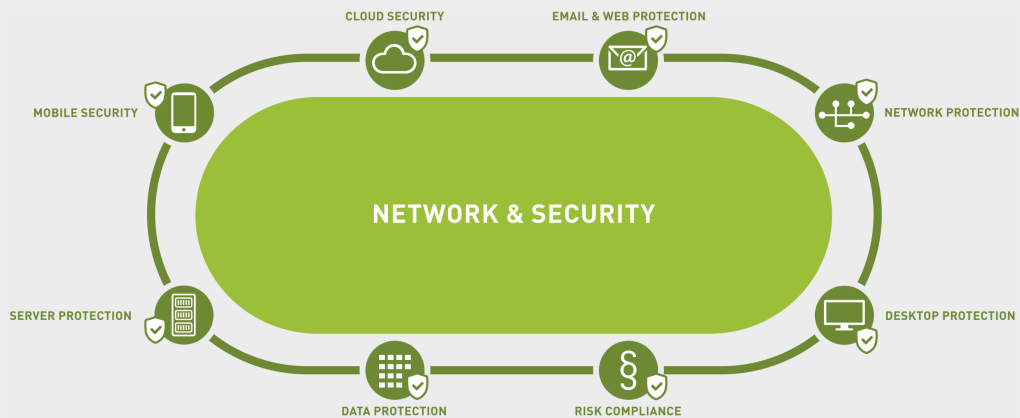 CLOUD SECURITY
EMAIL & WEB PROTECTION
@
MOBILE SECURITY
NETWORK PROTECTION
NETWORK & SECURITY
SERVER PROTECTION
DESKTOP PROTECTION
§
DATA PROTECTION
RISK COMPLIANCE